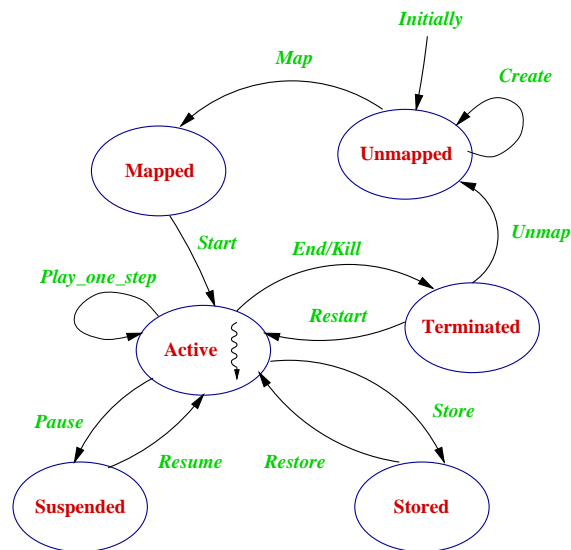 Initially
Map
Create
Unmapped
Mapped
Unmap
Start
End/Kill
Play_one_step
Restart
Terminated
Active
Pause
Store
Resume
Restore
Suspended
Stored